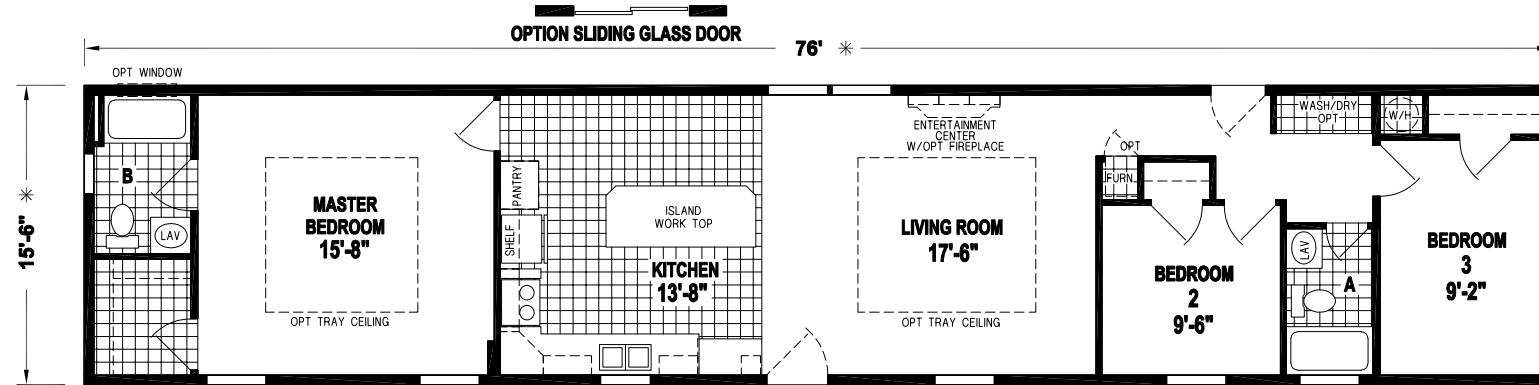 OPTION SLIDING GLASS DOOR
76' ✳
OPT WINDOW
15'-6" ✳
B
LAV
MASTER
BEDROOM
15'-8"
OPT TRAY CEILING
PANTRY
SHELF
ISLAND
WORK TOP
KITCHEN
13'-8"
ENTERTAINMENT
CENTER
W/OPT FIREPLACE
LIVING ROOM
17'-6"
OPT TRAY CEILING
OPT
FURN
WASH/DRY
OPT
W/H
BEDROOM
2
9'-6"
LAV
A
BEDROOM
3
9'-2"